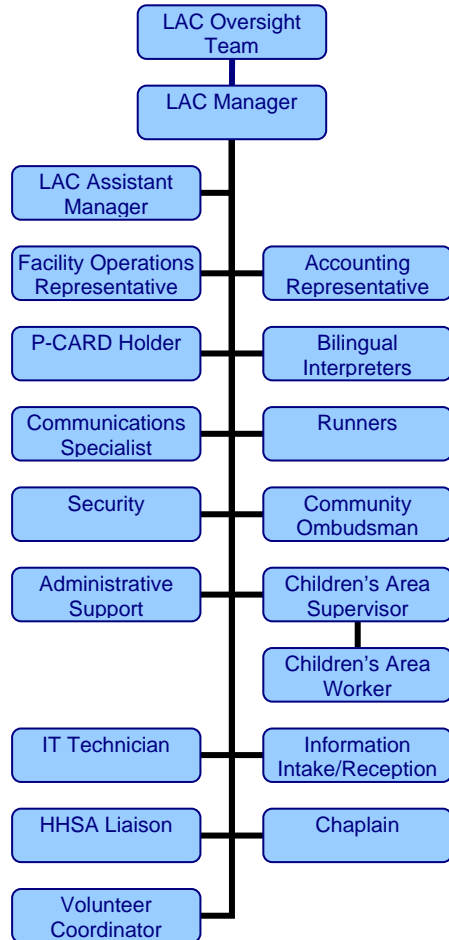 LAC Oversight
Team
LAC Manager
LAC Assistant
Manager
Facility Operations
Representative
Accounting
Representative
P-CARD Holder
Bilingual
Interpreters
Communications
Specialist
Runners
Security
Community
Ombudsman
Administrative
Support
Children’s Area
Supervisor
Children’s Area
Worker
IT Technician
Information
Intake/Reception
HHSA Liaison
Chaplain
Volunteer
Coordinator